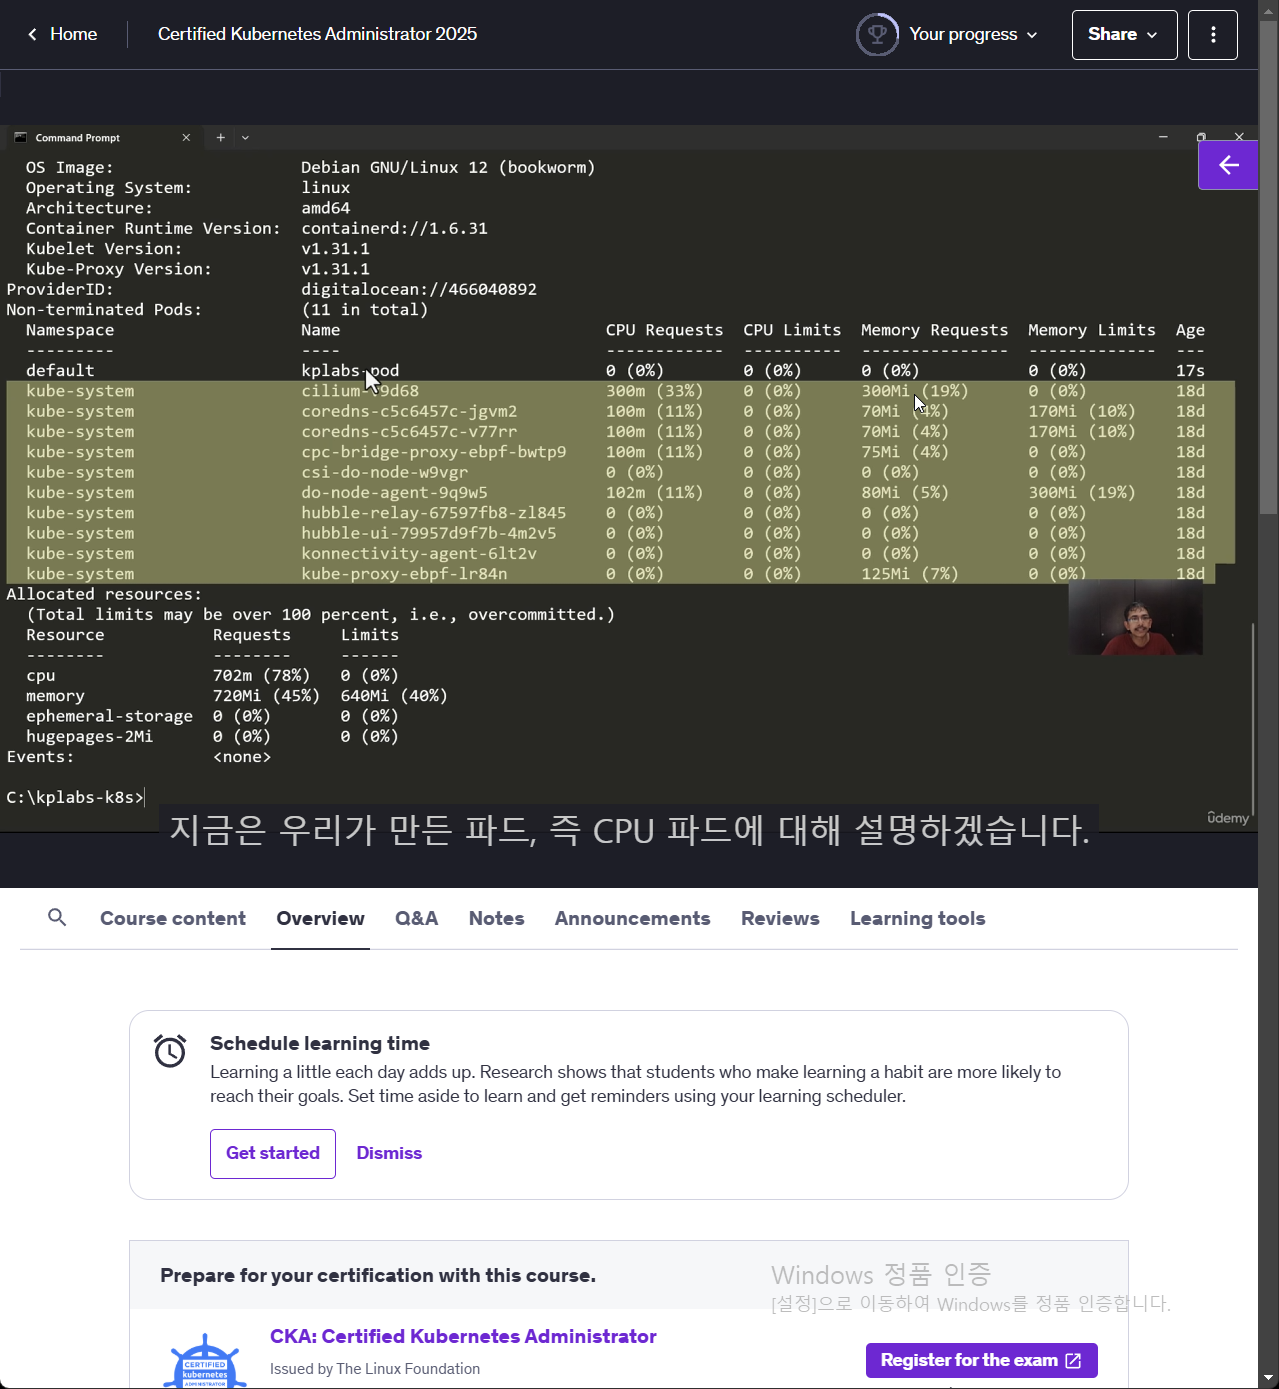 Home
Certified Kubernetes Administrator 2025
Your progress
Share
Command Prompt
OS Image: Debian GNU/Linux 12 (bookworm)
Operating System: linux
Architecture: amd64
Container Runtime Version: containerd://1.6.31
Kubelet Version: v1.31.1
Kube-Proxy Version: v1.31.1
ProviderID: digitalocean://466040892
Non-terminated Pods: (11 in total)
Namespace Name CPU Requests CPU Limits Memory Requests Memory Limits Age
--------- ---- ------------ ---------- --------------- ------------- ---
default kplabs-pod 0 (0%) 0 (0%) 0 (0%) 0 (0%) 17s
kube-system 300m (33%) 0 (0%) 300Mi (19%) 0 (0%) 18d
kube-system coredns-c5c6457c-jgvm2 100m (11%) 0 (0%) 70Mi (4%) 170Mi (10%) 18d
kube-system coredns-c5c6457c-v77rr 100m (11%) 0 (0%) 70Mi (4%) 170Mi (10%) 18d
kube-system cpc-bridge-proxy-ebpf-bwtp9 100m (11%) 0 (0%) 75Mi (4%) 0 (0%) 18d
kube-system csi-do-node-w9vgr 0 (0%) 0 (0%) 0 (0%) 0 (0%) 18d
kube-system do-node-agent-9q9w5 102m (11%) 0 (0%) 80Mi (5%) 300Mi (19%) 18d
kube-system hubble-relay-67597fb8-zl845 0 (0%) 0 (0%) 0 (0%) 0 (0%) 18d
kube-system hubble-ui-79957d9f7b-4m2v5 0 (0%) 0 (0%) 0 (0%) 0 (0%) 18d
kube-system konnectivity-agent-6lt2v 0 (0%) 0 (0%) 0 (0%) 0 (0%) 18d
kube-system kube-proxy-ebpf-lr84n 0 (0%) 0 (0%) 125Mi (7%) 0 (0%) 18d
Allocated resources:
(Total limits may be over 100 percent, i.e., overcommitted.)
Resource Requests Limits
-------- -------- ------
cpu 702m (78%) 0 (0%)
memory 720Mi (45%) 640Mi (40%)
ephemeral-storage 0 (0%) 0 (0%)
hugepages-2Mi 0 (0%) 0 (0%)
Events: <none>
C:\kplabs-k8s>
지금은 우리가 만든 파드, 즉 CPU 파드에 대해 설명하겠습니다.
ûdemy
Course content
Overview
Q&A
Notes
Announcements
Reviews
Learning tools
Schedule learning time
Learning a little each day adds up. Research shows that students who make learning a habit are more likely to
reach their goals. Set time aside to learn and get reminders using your learning scheduler.
Get started
Dismiss
Prepare for your certification with this course.
Windows 정품 인증
[설정]으로 이동하여 Windows를 정품 인증합니다.
CKA: Certified Kubernetes Administrator
Issued by The Linux Foundation
Register for the exam
CERTIFIED
kubernetes
ADMINISTRATOR